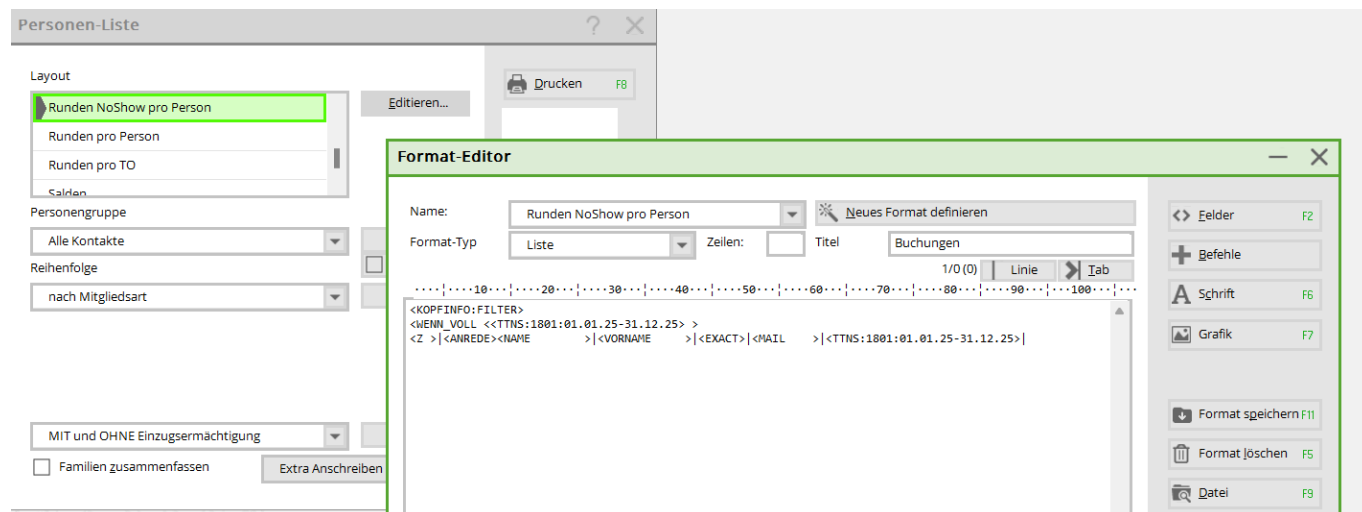 Personen-Liste
Layout
Runden NoShow pro Person
Runden pro Person
Runden pro TO
Salden
Editieren...
Drucken F8
Personengruppe
Alle Kontakte
Reihenfolge
nach Mitgliedsart
MIT und OHNE Einzugsermächtigung
Familien zusammenfassen
Extra Anschreiben
Format-Editor
Name: Runden NoShow pro Person Neues Format definieren
Format-Typ Liste Zeilen: Titel Buchungen
1/0 (0) Linie Tab
····¦····10···¦····20···¦····30···¦····40···¦····50···¦····60···¦····70···¦····80···¦····90···¦···100···¦··
<KOPFINFO:FILTER>
<WENN_VOLL <<TTNS:1801:01.01.25-31.12.25> >
<Z >|<ANREDE><NAME       >|<VORNAME     >|<EXACT>|<MAIL    >|<TTNS:1801:01.01.25-31.12.25>|
Felder F2
Befehle
Schrift F6
Grafik F7
Format speichern F11
Format löschen F5
Datei F9